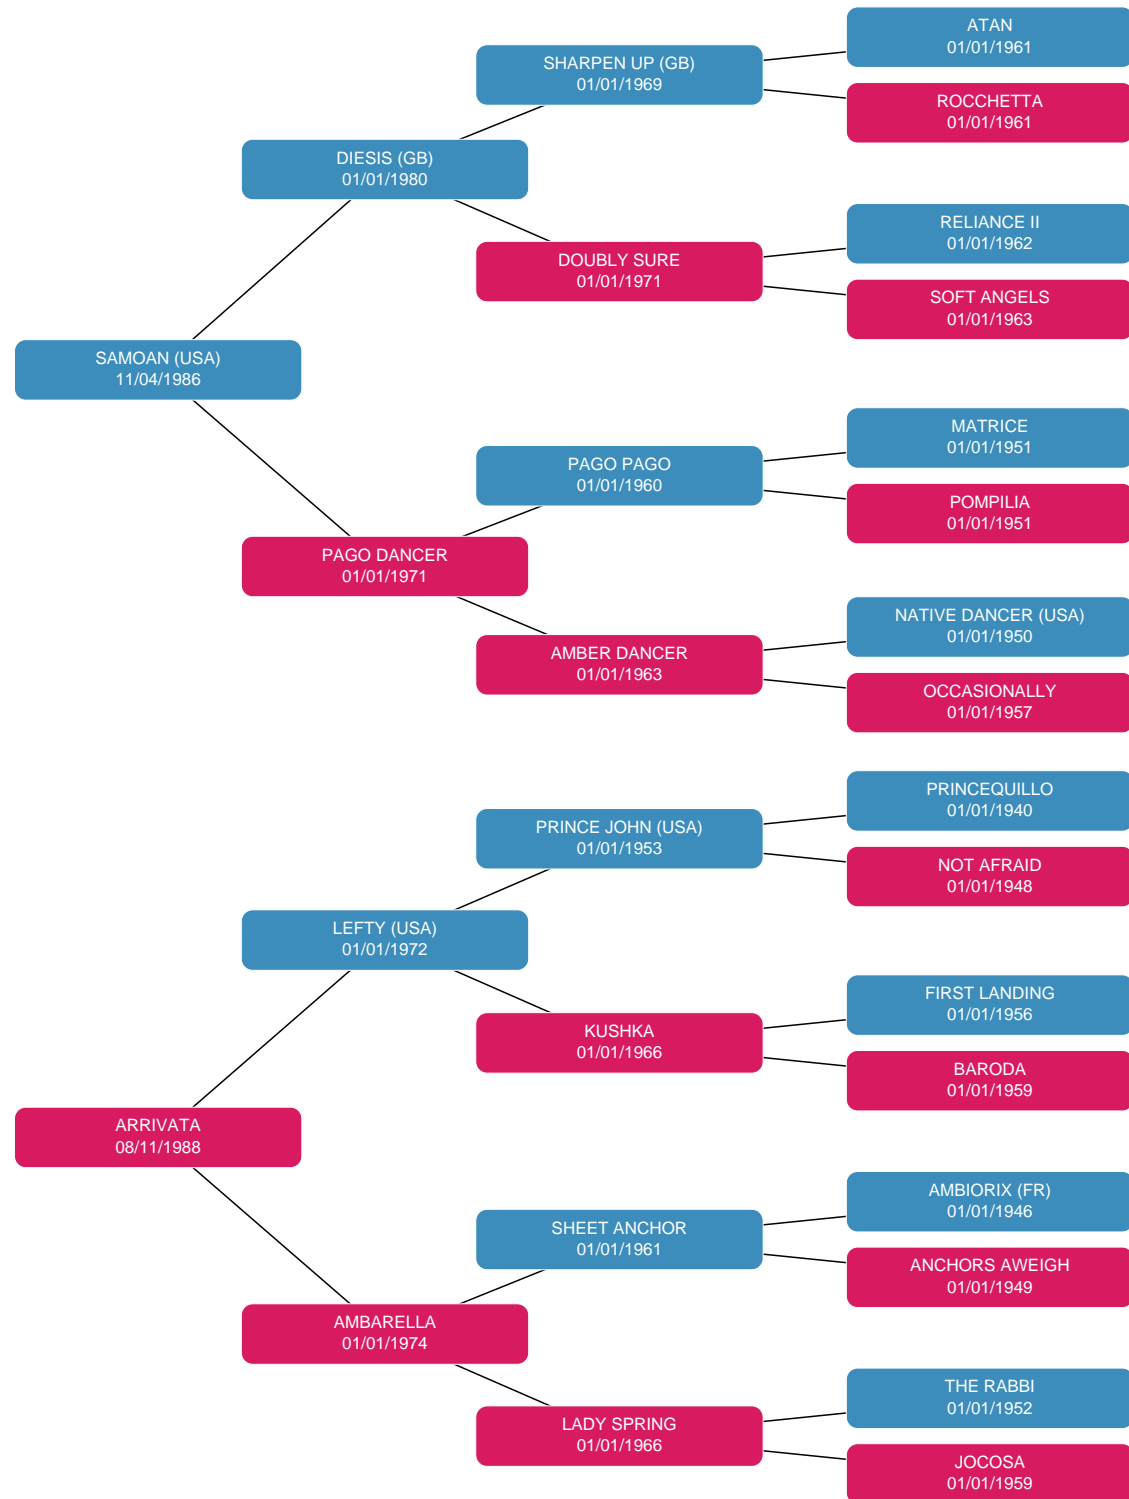 ATAN
01/01/1961
SHARPEN UP (GB)
01/01/1969
ROCCHETTA
01/01/1961
DIESIS (GB)
01/01/1980
RELIANCE II
01/01/1962
DOUBLY SURE
01/01/1971
SOFT ANGELS
01/01/1963
SAMOAN (USA)
11/04/1986
MATRICE
01/01/1951
PAGO PAGO
01/01/1960
POMPILIA
01/01/1951
PAGO DANCER
01/01/1971
NATIVE DANCER (USA)
01/01/1950
AMBER DANCER
01/01/1963
OCCASIONALLY
01/01/1957
PRINCEQUILLO
01/01/1940
PRINCE JOHN (USA)
01/01/1953
NOT AFRAID
01/01/1948
LEFTY (USA)
01/01/1972
FIRST LANDING
01/01/1956
KUSHKA
01/01/1966
BARODA
01/01/1959
ARRIVATA
08/11/1988
AMBIORIX (FR)
01/01/1946
SHEET ANCHOR
01/01/1961
ANCHORS AWEIGH
01/01/1949
AMBARELLA
01/01/1974
THE RABBI
01/01/1952
LADY SPRING
01/01/1966
JOCOSA
01/01/1959